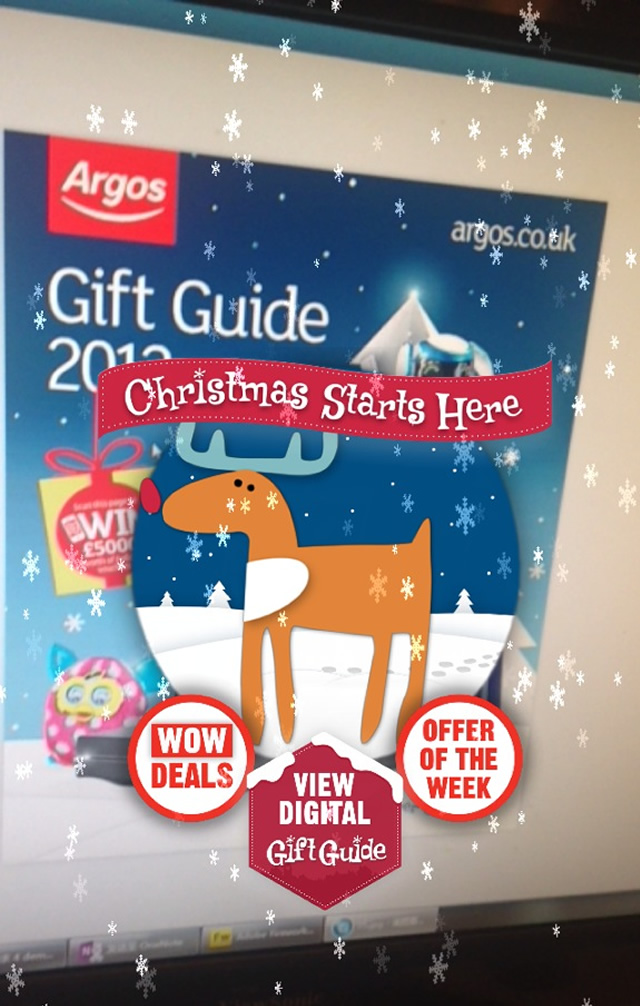 Argos
argos.co.uk
Gift Guide
Christmas Starts Here
WIN
£5000
WOW
DEALS
OFFER
OF THE
WEEK
VIEW
DIGITAL
Gift Guide
OneNote